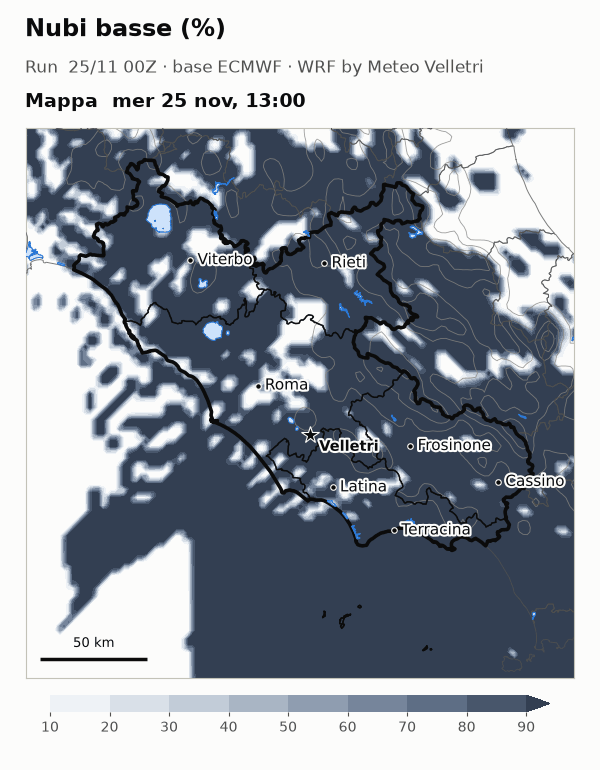 Nubi basse (%)
Run  25/11 00Z · base ECMWF · WRF by Meteo Velletri
Mappa  mer 25 nov, 13:00
Viterbo
Rieti
Roma
Velletri
Frosinone
Cassino
Latina
Terracina
50 km
10 20 30 40 50 60 70 80 90